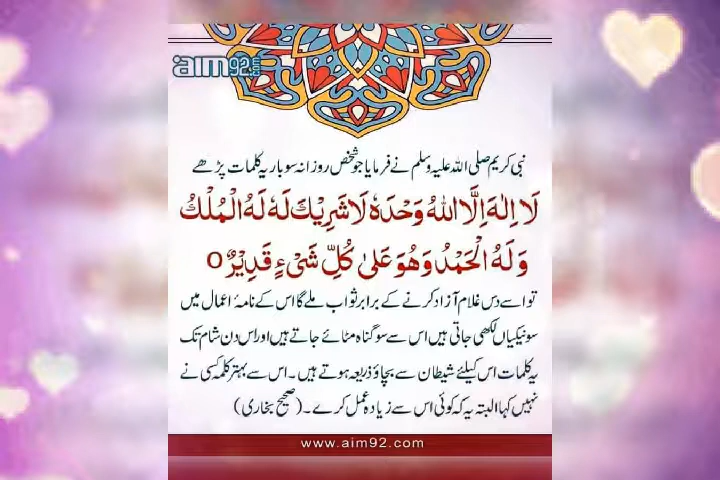 aim92.com
نبی کریم صلی اللہ علیہ وسلم نے فرمایا جو شخص روزانہ سو بار یہ کلمات پڑھے
لَا اِلٰهَ اِلَّا اللهُ وَحْدَهٗ لَا شَرِيْكَ لَهٗ لَهُ الْمُلْكُ
وَ لَهُ الْحَمْدُ وَهُوَ عَلٰى كُلِّ شَیْءٍ قَدِیْرٌ o
تو اسے دس غلام آزاد کرنے کے برابر ثواب ملے گا اس کے نامۂ اعمال میں
سو نیکیاں لکھی جاتی ہیں اس سے سو گناہ مٹائے جاتے ہیں اور اس دن شام تک
یہ کلمات اس کیلئے شیطان سے بچاؤ ذریعہ ہوتے ہیں۔ اس سے بہتر کلمہ کسی نے
نہیں کہا البتہ یہ کہ کوئی اس سے زیادہ عمل کرے۔ (صحیح بخاری)
www.aim92.com